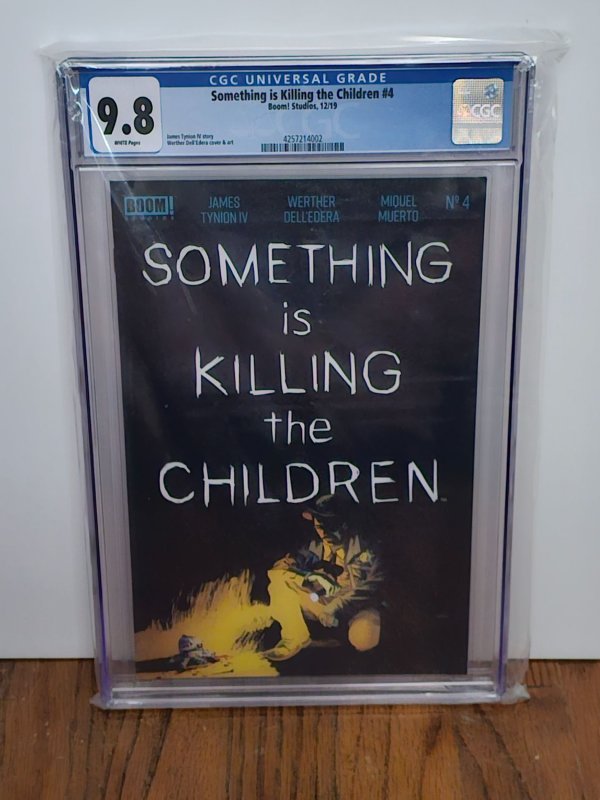 CGC UNIVERSAL GRADE
9.8
WHITE Pages
Something is Killing the Children #4
Boom! Studios, 12/19
James Tynion IV story
Werther Dell'Edera cover & art
4257214002
CGC
BOOM!
STUDIOS
JAMES
TYNION IV
WERTHER
DELL'EDERA
MIQUEL
MUERTO
Nº 4
SOMETHING
is
KILLING
the
CHILDREN